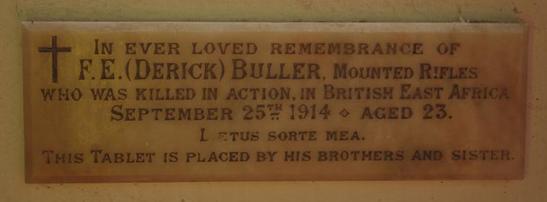 IN EVER LOVED REMEMBRANCE OF
F.E. (DERICK) BULLER, MOUNTED RIFLES
WHO WAS KILLED IN ACTION, IN BRITISH EAST AFRICA
SEPTEMBER 25TH 1914 ⋄ AGED 23.
SORTE MEA.
THIS TABLET IS PLACED BY HIS BROTHERS AND SISTER.